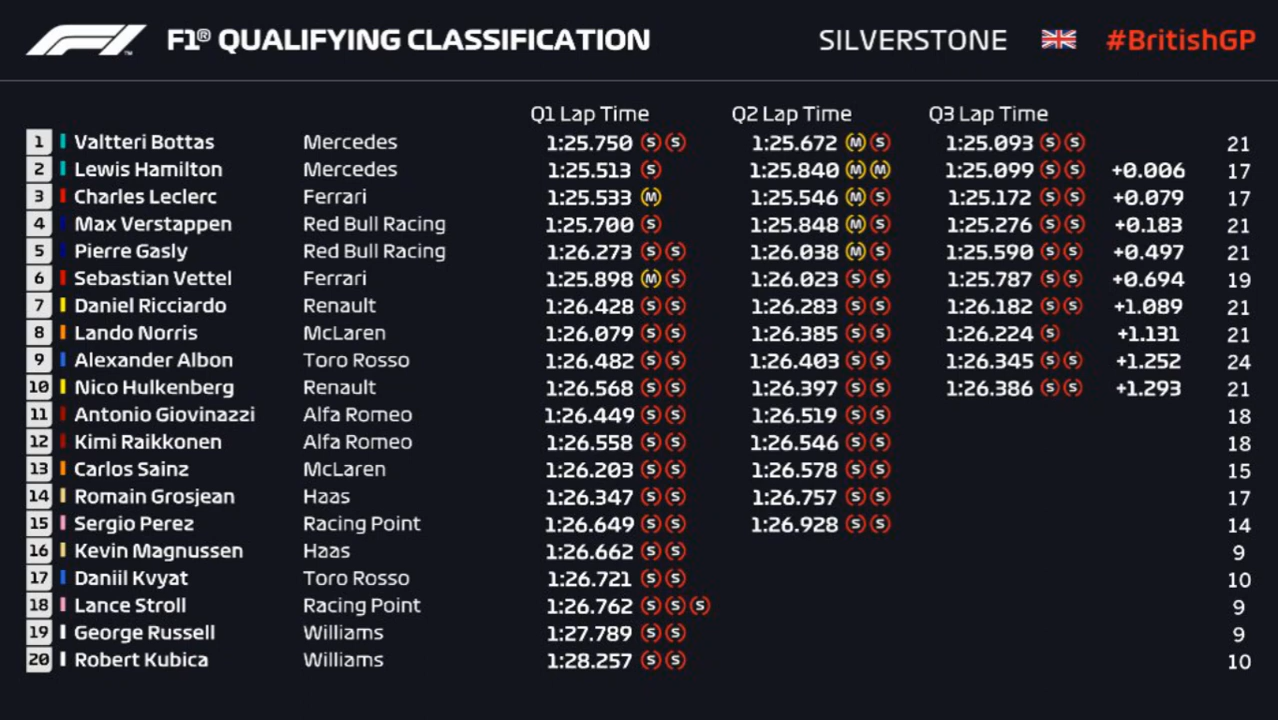 F1™ F1® QUALIFYING CLASSIFICATION SILVERSTONE #BritishGP
Q1 Lap Time Q2 Lap Time Q3 Lap Time
1 Valtteri Bottas Mercedes 1:25.750 S S 1:25.672 M S 1:25.093 S S 21
2 Lewis Hamilton Mercedes 1:25.513 S 1:25.840 M M 1:25.099 S S +0.006 17
3 Charles Leclerc Ferrari 1:25.533 M 1:25.546 M S 1:25.172 S S +0.079 17
4 Max Verstappen Red Bull Racing 1:25.700 S 1:25.848 M S 1:25.276 S S +0.183 21
5 Pierre Gasly Red Bull Racing 1:26.273 S S 1:26.038 M S 1:25.590 S S +0.497 21
6 Sebastian Vettel Ferrari 1:25.898 M S 1:26.023 S S 1:25.787 S S +0.694 19
7 Daniel Ricciardo Renault 1:26.428 S S 1:26.283 S S 1:26.182 S S +1.089 21
8 Lando Norris McLaren 1:26.079 S S 1:26.385 S S 1:26.224 S +1.131 21
9 Alexander Albon Toro Rosso 1:26.482 S S 1:26.403 S S 1:26.345 S S +1.252 24
10 Nico Hulkenberg Renault 1:26.568 S S 1:26.397 S S 1:26.386 S S +1.293 21
11 Antonio Giovinazzi Alfa Romeo 1:26.449 S S 1:26.519 S S 18
12 Kimi Raikkonen Alfa Romeo 1:26.558 S S 1:26.546 S S 18
13 Carlos Sainz McLaren 1:26.203 S S 1:26.578 S S 15
14 Romain Grosjean Haas 1:26.347 S S 1:26.757 S S 17
15 Sergio Perez Racing Point 1:26.649 S S 1:26.928 S S 14
16 Kevin Magnussen Haas 1:26.662 S S 9
17 Daniil Kvyat Toro Rosso 1:26.721 S S 10
18 Lance Stroll Racing Point 1:26.762 S S S 9
19 George Russell Williams 1:27.789 S S 9
20 Robert Kubica Williams 1:28.257 S S 10